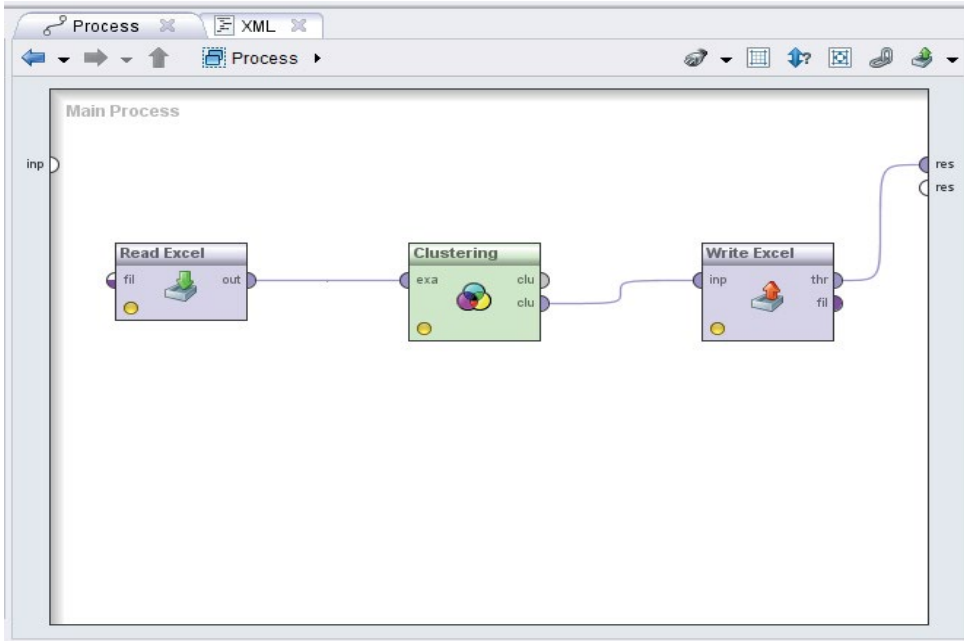 Process XML
Process
Main Process
inp res
res
Read Excel Clustering Write Excel
fil out exa clu inp thr
clu fil